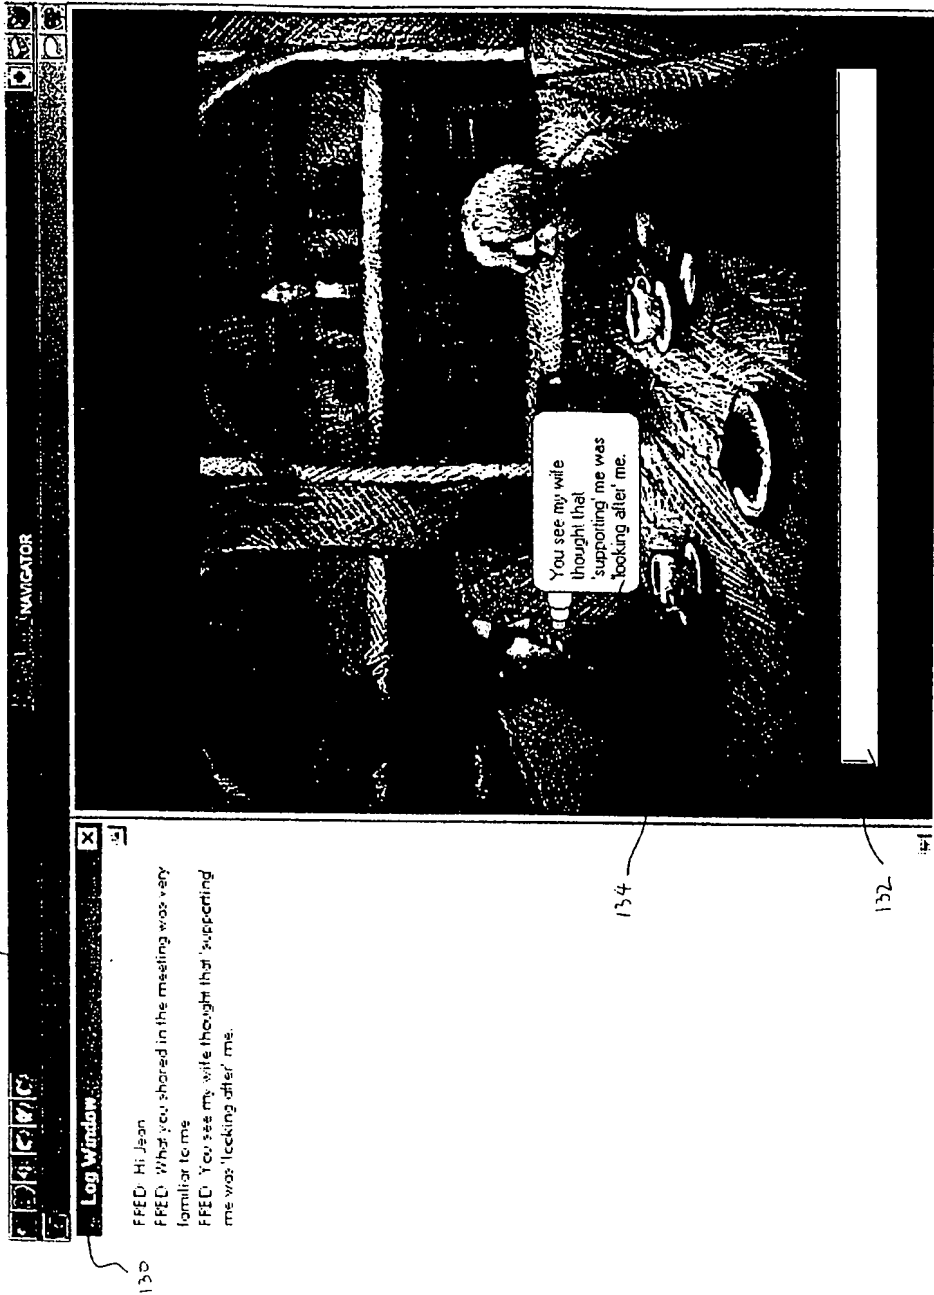 NAVIGATOR
Log Window
FRED: Hi Jean
FRED: What you shared in the meeting was very
familiar to me
FRED: You see my wife thought that 'supporting'
me was 'looking after' me.
You see my wife
thought that
'supporting' me was
'looking after' me.
130
134
132